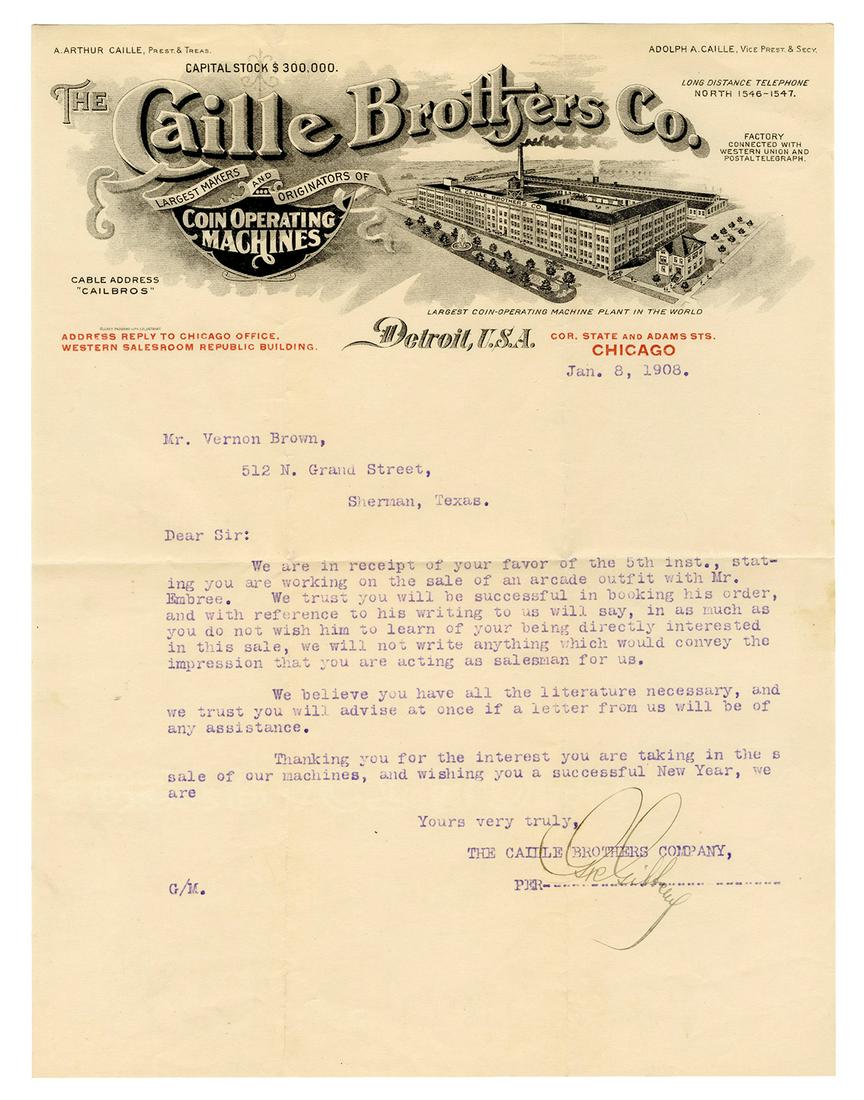 A. ARTHUR CAILLE, PREST. & TREAS.
ADOLPH A. CAILLE, VICE PREST. & SECY.
CAPITAL STOCK $300,000.
LONG DISTANCE TELEPHONE
NORTH 1546-1547.
THE Caille Brothers Co.
FACTORY
CONNECTED WITH
WESTERN UNION AND
POSTAL TELEGRAPH.
LARGEST MAKERS AND ORIGINATORS OF
COIN OPERATING
MACHINES
THE CAILLE BROTHERS CO.
CABLE ADDRESS
"CAILBROS"
LARGEST COIN-OPERATING MACHINE PLANT IN THE WORLD
ADDRESS REPLY TO CHICAGO OFFICE.
WESTERN SALESROOM REPUBLIC BUILDING.
Detroit, U.S.A.
COR. STATE AND ADAMS STS.
CHICAGO
Jan. 8, 1908.
Mr. Vernon Brown,
512 N. Grand Street,
Sherman, Texas.
Dear Sir:
We are in receipt of your favor of the 5th inst., stat-
ing you are working on the sale of an arcade outfit with Mr.
Embree. We trust you will be successful in booking his order,
and with reference to his writing to us will say, in as much as
you do not wish him to learn of your being directly interested
in this sale, we will not write anything which would convey the
impression that you are acting as salesman for us.
We believe you have all the literature necessary, and
we trust you will advise at once if a letter from us will be of
any assistance.
Thanking you for the interest you are taking in the s
sale of our machines, and wishing you a successful New Year, we
are
Yours very truly,
THE CAILLE BROTHERS COMPANY,
G/M.
PER-----------------------